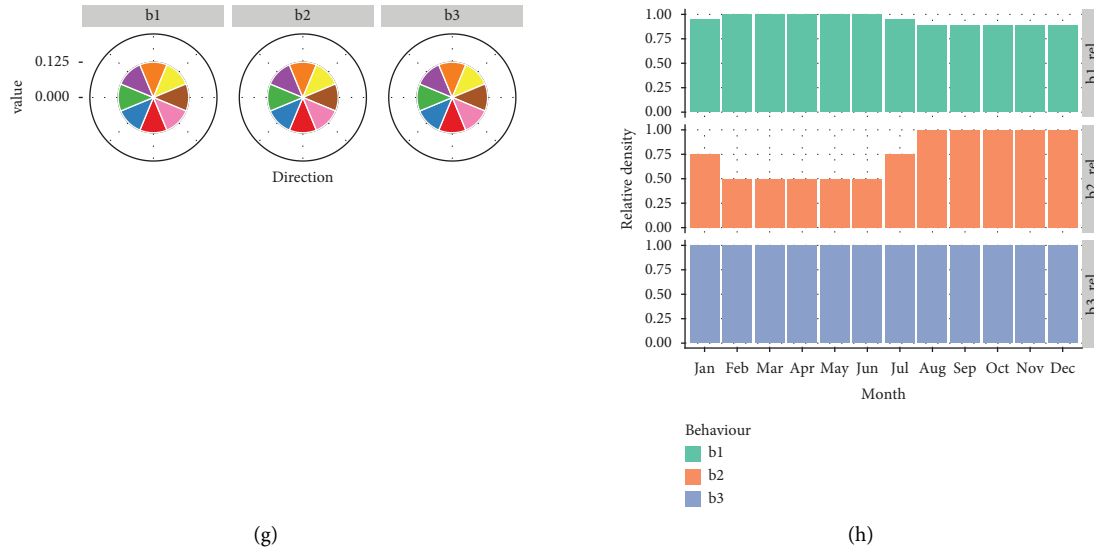 b1 b2 b3
0.125
0.000
value
Direction
(g)
1.00
0.75
0.50
0.25
0.00
b1_rel
1.00
0.75
0.50
0.25
0.00
b2_rel
1.00
0.75
0.50
0.25
0.00
b3_rel
Relative density
Jan Feb Mar Apr May Jun Jul Aug Sep Oct Nov Dec
Month
Behaviour
b1
b2
b3
(h)